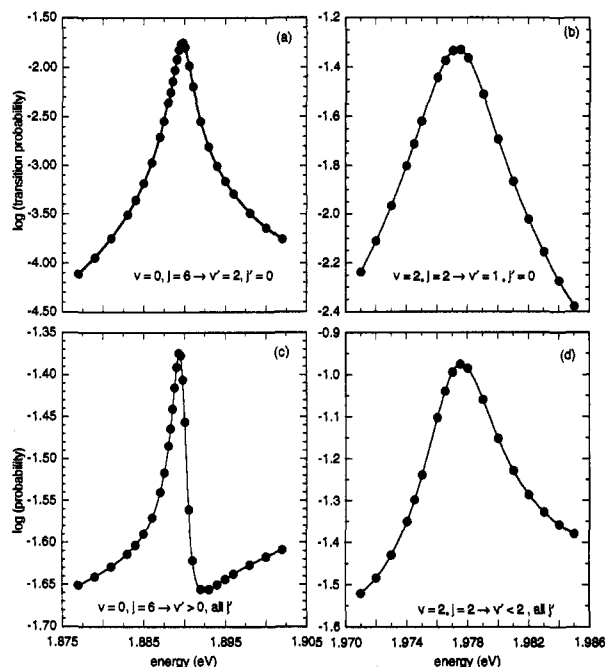 -1.50
-2.00
-2.50
-3.00
-3.50
-4.00
-4.50
log (transition probability)
(a)
v=0, j=6 → v'=2, j'=0
-1.2
-1.4
-1.6
-1.8
-2.0
-2.2
-2.4
(b)
v=2, j=2 → v'=1, j'=0
-1.35
-1.40
-1.45
-1.50
-1.55
-1.60
-1.65
-1.70
log (probability)
(c)
v=0, j=6 → v'>0, all j'
1.875 1.885 1.895 1.905
energy (eV)
-0.9
-1.0
-1.1
-1.2
-1.3
-1.4
-1.5
-1.6
(d)
v=2, j=2 → v'<2, all j'
1.970 1.974 1.978 1.982 1.986
energy (eV)